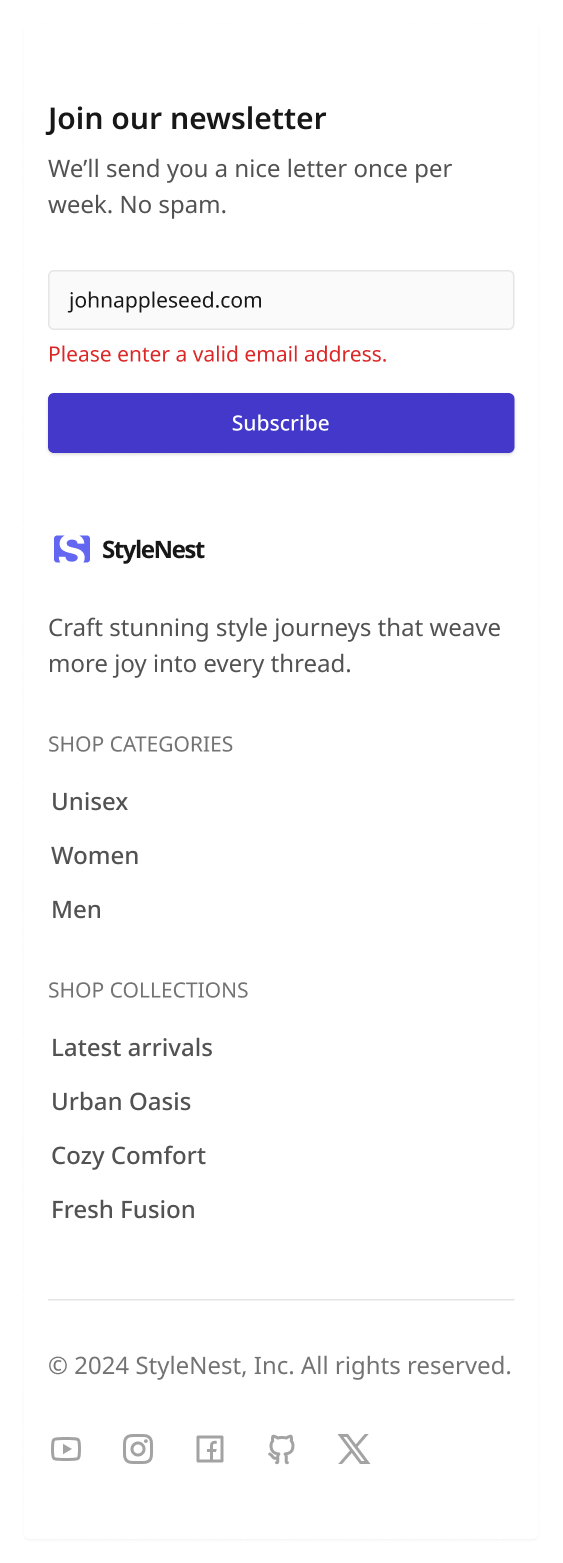 Join our newsletter
We’ll send you a nice letter once per
week. No spam.
johnappleseed.com
Please enter a valid email address.
Subscribe
StyleNest
Craft stunning style journeys that weave
more joy into every thread.
SHOP CATEGORIES
Unisex
Women
Men
SHOP COLLECTIONS
Latest arrivals
Urban Oasis
Cozy Comfort
Fresh Fusion
© 2024 StyleNest, Inc. All rights reserved.